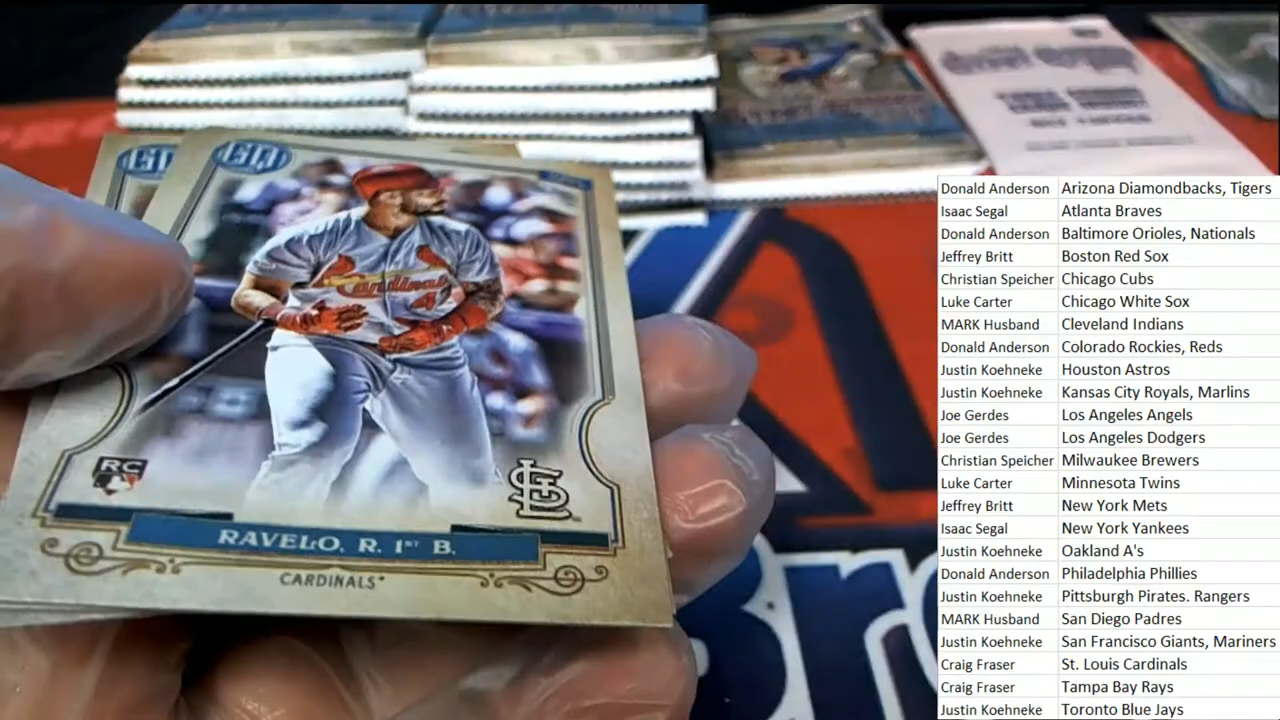 GQ
GQ
Cardinals
47
RC
STL
RAVELO, R. 1ST B.
CARDINALS
Br
Donald Anderson Arizona Diamondbacks, Tigers
Isaac Segal Atlanta Braves
Donald Anderson Baltimore Orioles, Nationals
Jeffrey Britt Boston Red Sox
Christian Speicher Chicago Cubs
Luke Carter Chicago White Sox
MARK Husband Cleveland Indians
Donald Anderson Colorado Rockies, Reds
Justin Koehneke Houston Astros
Justin Koehneke Kansas City Royals, Marlins
Joe Gerdes Los Angeles Angels
Joe Gerdes Los Angeles Dodgers
Christian Speicher Milwaukee Brewers
Luke Carter Minnesota Twins
Jeffrey Britt New York Mets
Isaac Segal New York Yankees
Justin Koehneke Oakland A's
Donald Anderson Philadelphia Phillies
Justin Koehneke Pittsburgh Pirates. Rangers
MARK Husband San Diego Padres
Justin Koehneke San Francisco Giants, Mariners
Craig Fraser St. Louis Cardinals
Craig Fraser Tampa Bay Rays
Justin Koehneke Toronto Blue Jays